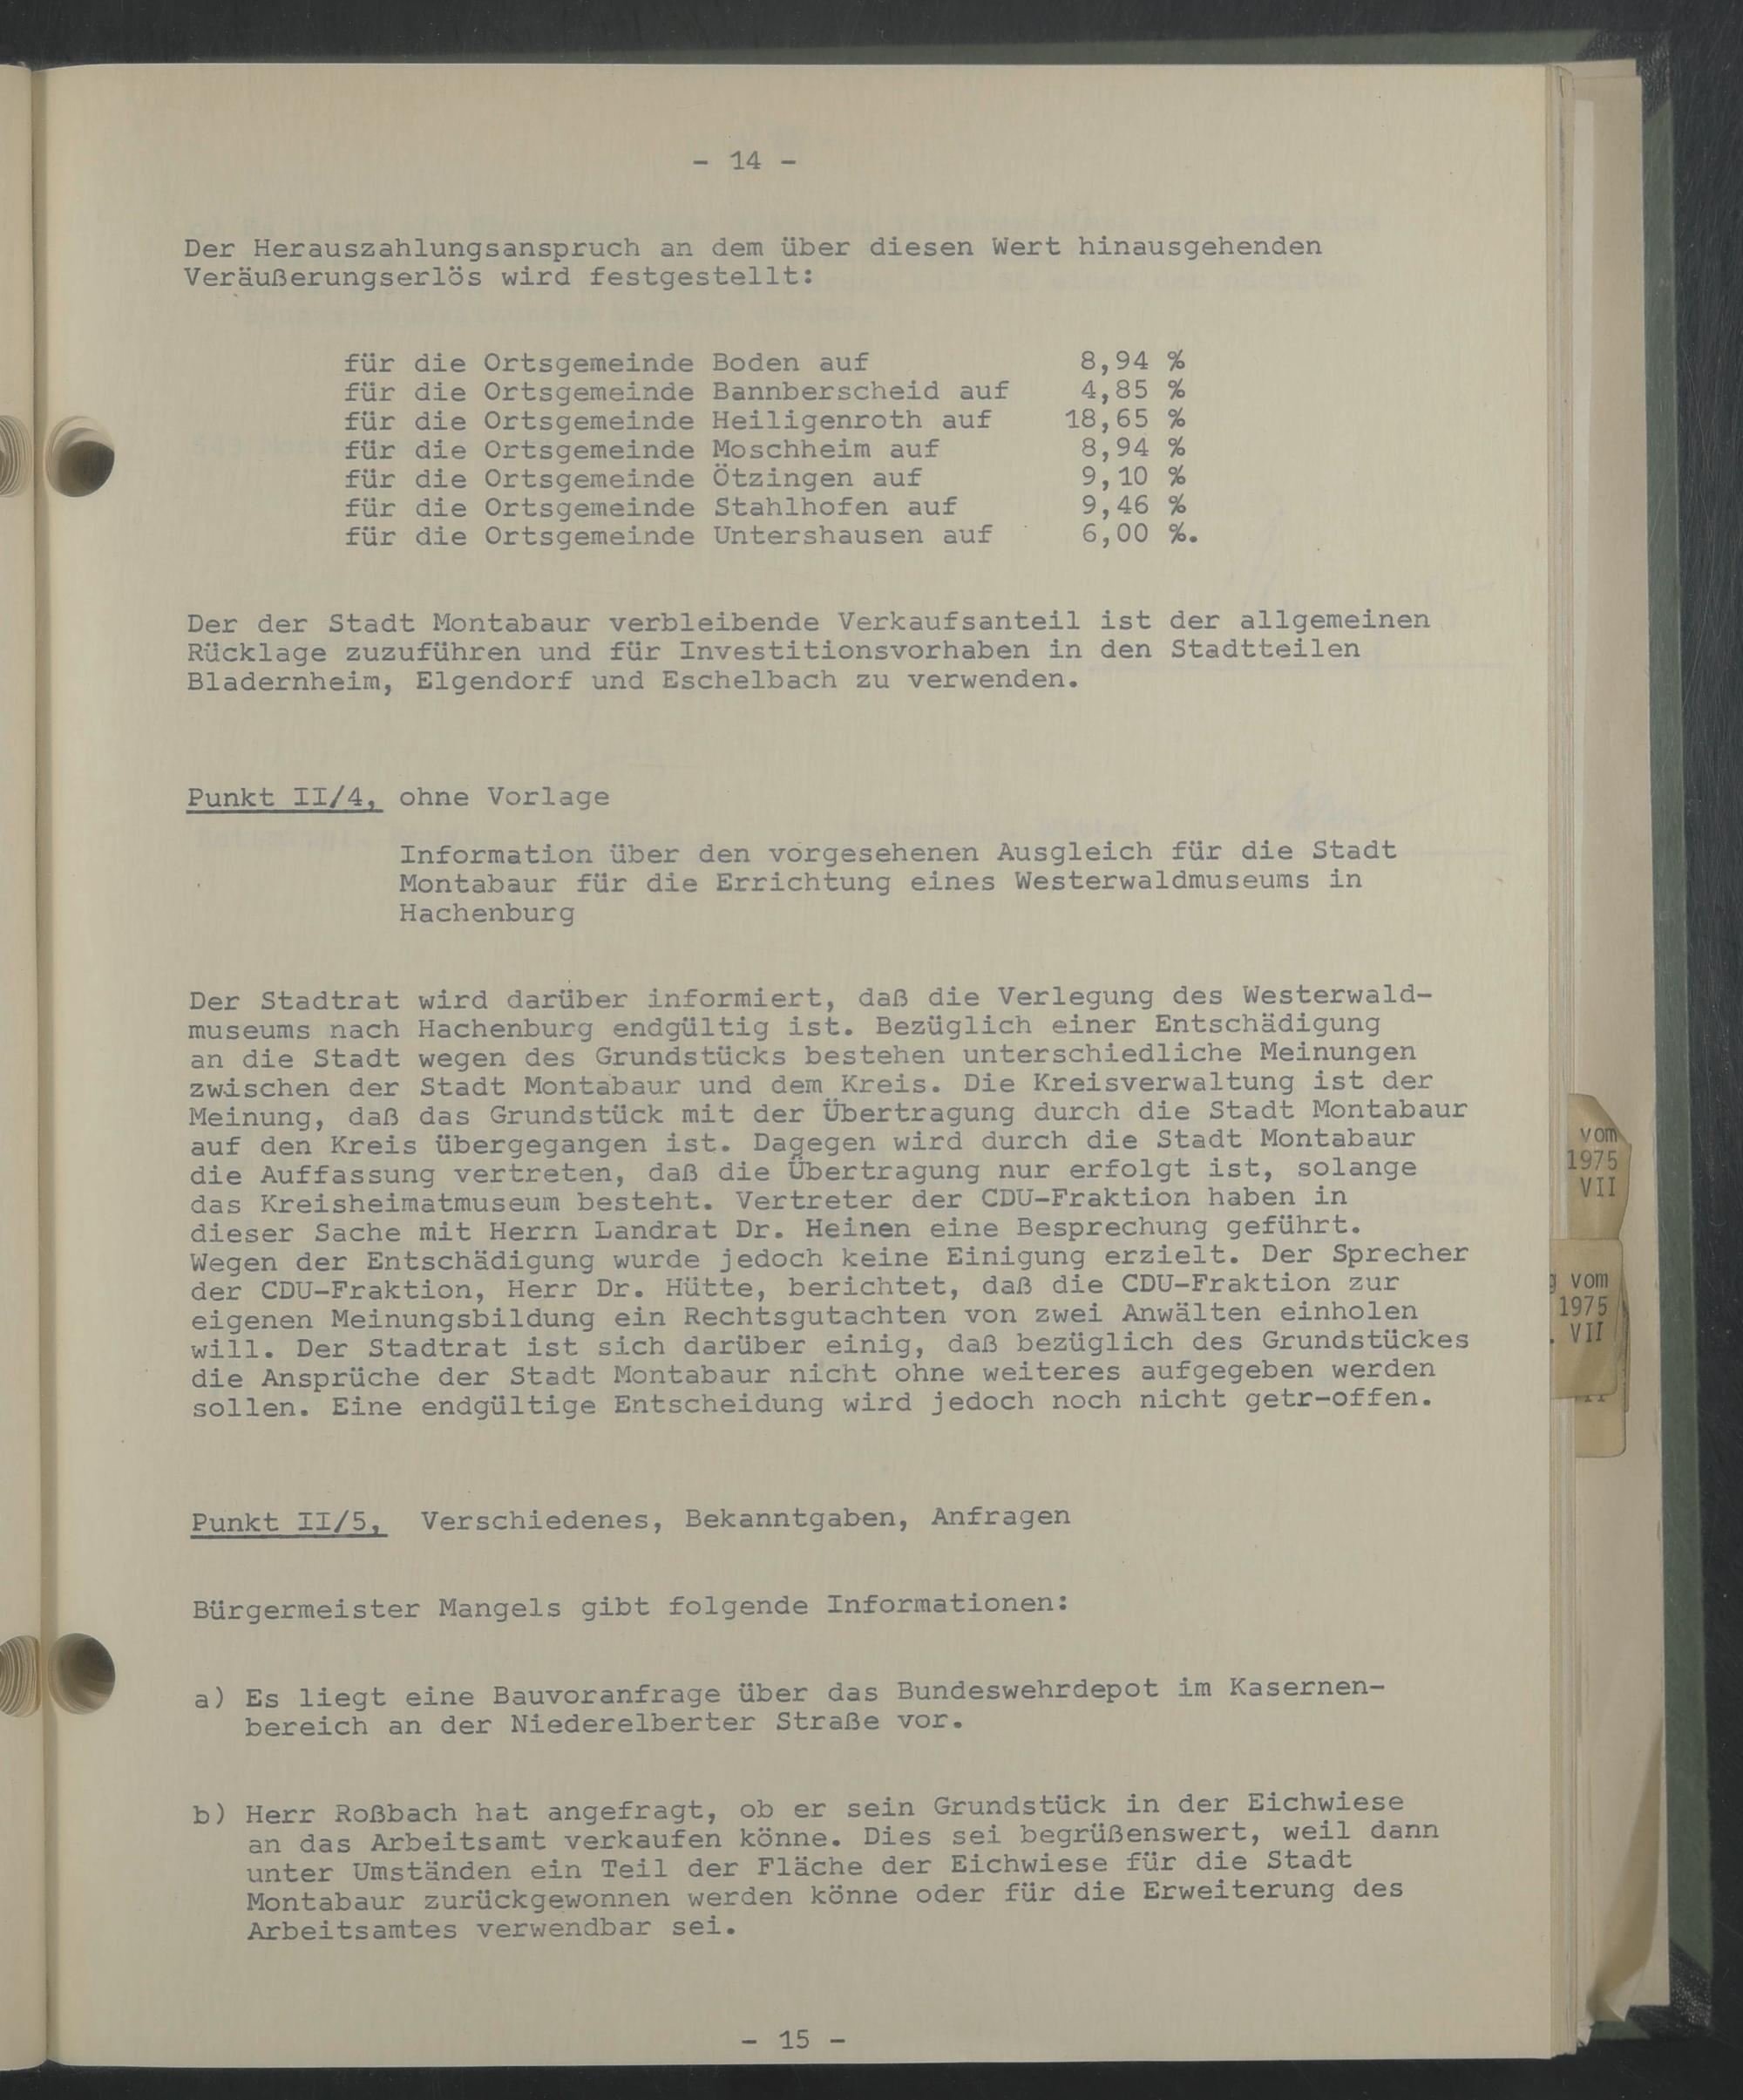 - 14 -
Der Herauszahlungsanspruch an dem über diesen Wert hinausgehenden
Veräußerungserlös wird festgestellt:
für die Ortsgemeinde Boden auf 8,94 %
für die Ortsgemeinde Bannberscheid auf 4,85 %
für die Ortsgemeinde Heiligenroth auf 18,65 %
für die Ortsgemeinde Moschheim auf 8,94 %
für die Ortsgemeinde Ötzingen auf 9,10 %
für die Ortsgemeinde Stahlhofen auf 9,46 %
für die Ortsgemeinde Untershausen auf 6,00 %.
Der der Stadt Montabaur verbleibende Verkaufsanteil ist der allgemeinen
Rücklage zuzuführen und für Investitionsvorhaben in den Stadtteilen
Bladernheim, Elgendorf und Eschelbach zu verwenden.
Punkt II/4, ohne Vorlage
Information über den vorgesehenen Ausgleich für die Stadt
Montabaur für die Errichtung eines Westerwaldmuseums in
Hachenburg
Der Stadtrat wird darüber informiert, daß die Verlegung des Westerwald-
museums nach Hachenburg endgültig ist. Bezüglich einer Entschädigung
an die Stadt wegen des Grundstücks bestehen unterschiedliche Meinungen
zwischen der Stadt Montabaur und dem Kreis. Die Kreisverwaltung ist der
Meinung, daß das Grundstück mit der Übertragung durch die Stadt Montabaur
auf den Kreis übergegangen ist. Dagegen wird durch die Stadt Montabaur
die Auffassung vertreten, daß die Übertragung nur erfolgt ist, solange
das Kreisheimatmuseum besteht. Vertreter der CDU-Fraktion haben in
dieser Sache mit Herrn Landrat Dr. Heinen eine Besprechung geführt.
Wegen der Entschädigung wurde jedoch keine Einigung erzielt. Der Sprecher
der CDU-Fraktion, Herr Dr. Hütte, berichtet, daß die CDU-Fraktion zur
eigenen Meinungsbildung ein Rechtsgutachten von zwei Anwälten einholen
will. Der Stadtrat ist sich darüber einig, daß bezüglich des Grundstückes
die Ansprüche der Stadt Montabaur nicht ohne weiteres aufgegeben werden
sollen. Eine endgültige Entscheidung wird jedoch noch nicht getr-offen.
Punkt II/5, Verschiedenes, Bekanntgaben, Anfragen
Bürgermeister Mangels gibt folgende Informationen:
a) Es liegt eine Bauvoranfrage über das Bundeswehrdepot im Kasernen-
bereich an der Niederelberter Straße vor.
b) Herr Roßbach hat angefragt, ob er sein Grundstück in der Eichwiese
an das Arbeitsamt verkaufen könne. Dies sei begrüßenswert, weil dann
unter Umständen ein Teil der Fläche der Eichwiese für die Stadt
Montabaur zurückgewonnen werden könne oder für die Erweiterung des
Arbeitsamtes verwendbar sei.
- 15 -
vom
1975
VII
vom
1975
VII